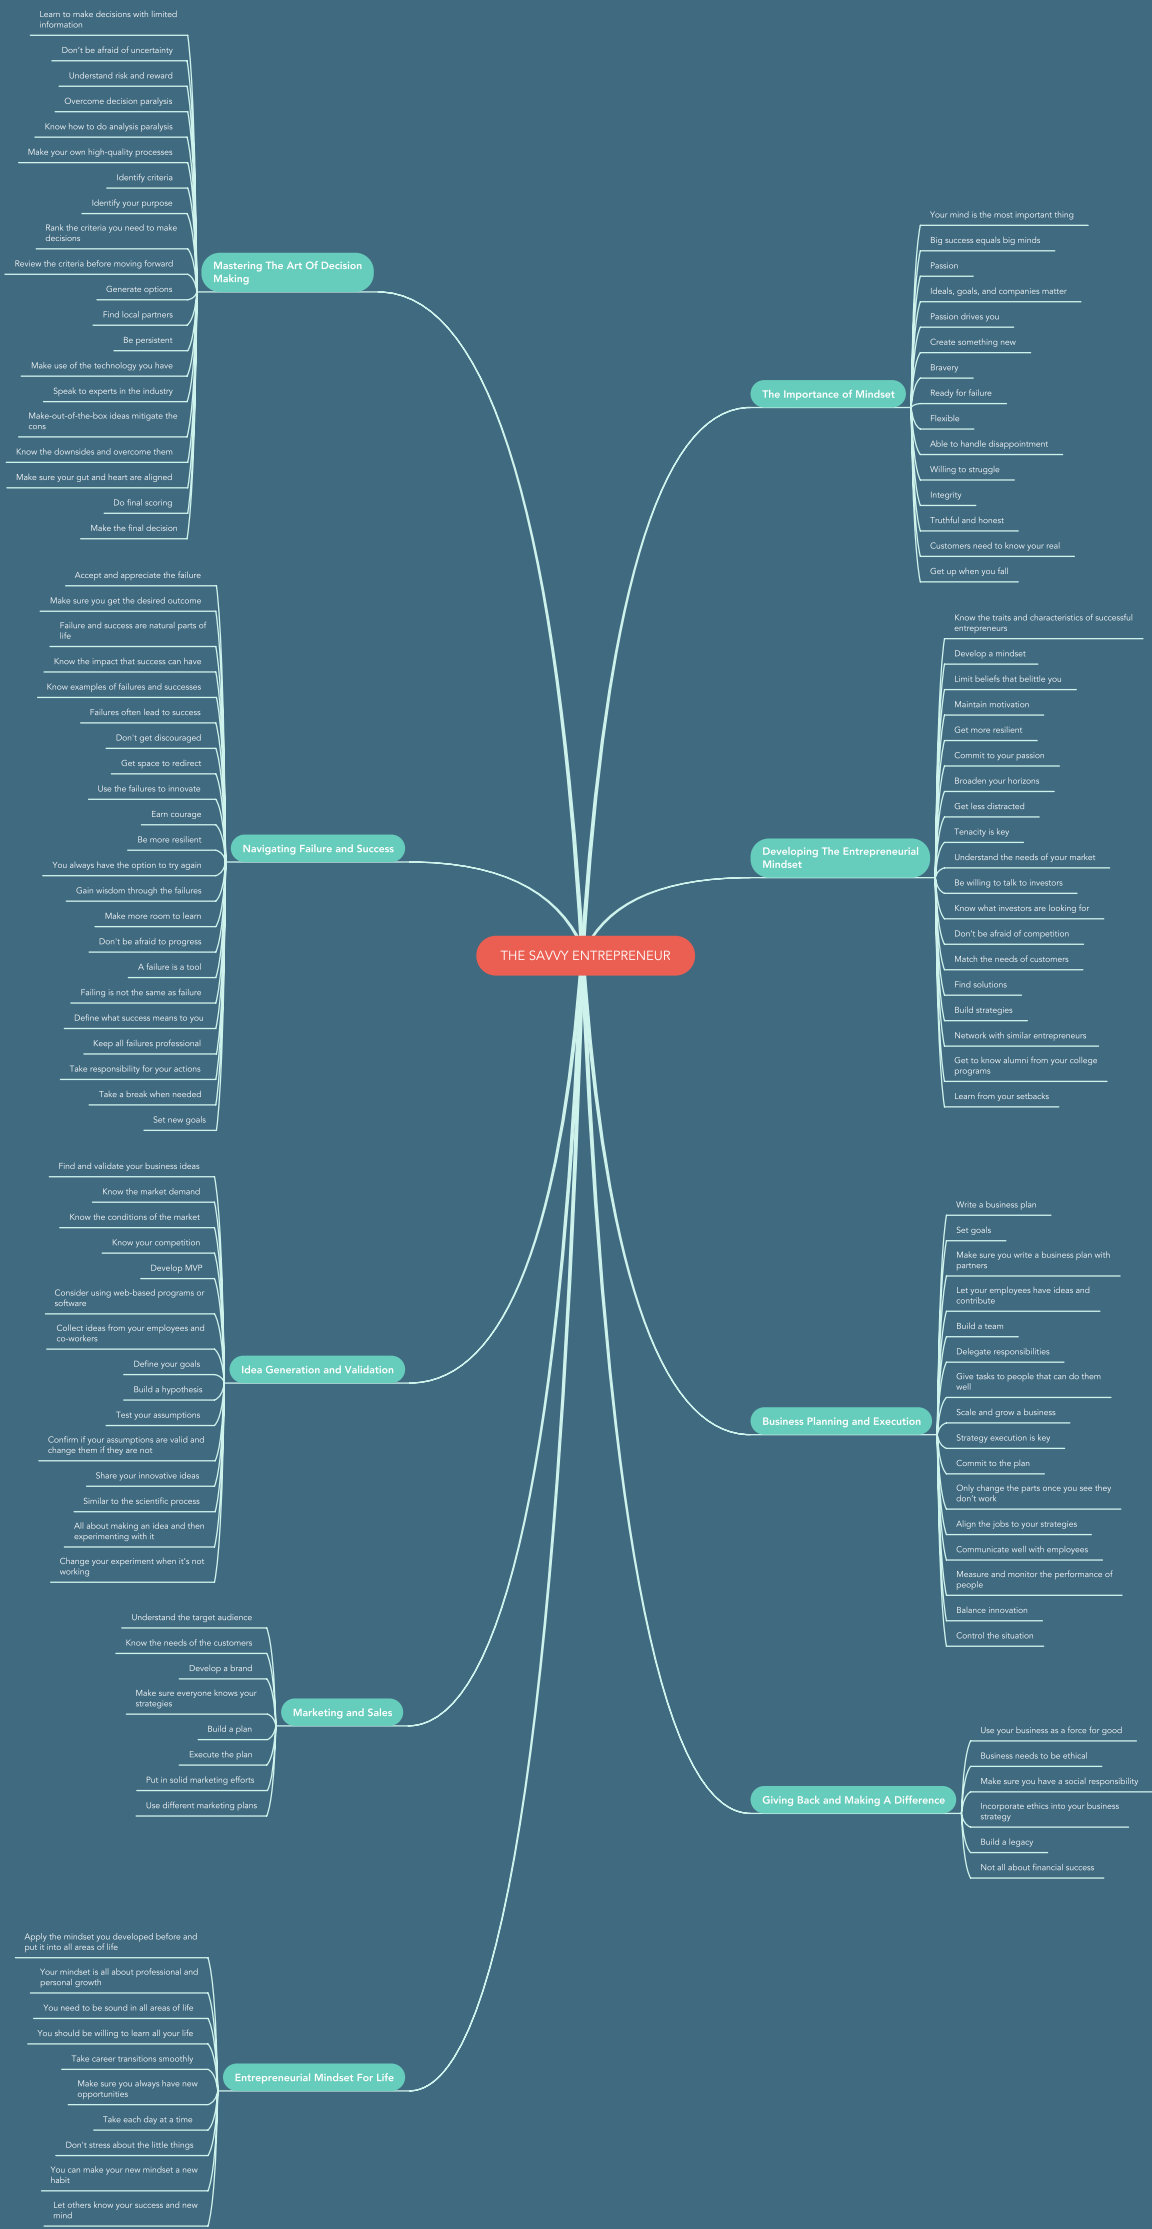 THE SAVVY ENTREPRENEUR
The Importance of Mindset
Your mind is the most important thing
Big success equals big minds
Passion
Ideals, goals, and companies matter
Passion drives you
Create something new
Bravery
Ready for failure
Flexible
Able to handle disappointment
Willing to struggle
Integrity
Truthful and honest
Customers need to know your real
Get up when you fall
Developing The Entrepreneurial
Mindset
Know the traits and characteristics of successful
entrepreneurs
Develop a mindset
Limit beliefs that belittle you
Maintain motivation
Get more resilient
Commit to your passion
Broaden your horizons
Get less distracted
Tenacity is key
Understand the needs of your market
Be willing to talk to investors
Know what investors are looking for
Don't be afraid of competition
Match the needs of customers
Find solutions
Build strategies
Network with similar entrepreneurs
Get to know alumni from your college
programs
Learn from your setbacks
Business Planning and Execution
Write a business plan
Set goals
Make sure you write a business plan with
partners
Let your employees have ideas and
contribute
Build a team
Delegate responsibilities
Give tasks to people that can do them
well
Scale and grow a business
Strategy execution is key
Commit to the plan
Only change the parts once you see they
don't work
Align the jobs to your strategies
Communicate well with employees
Measure and monitor the performance of
people
Balance innovation
Control the situation
Giving Back and Making A Difference
Use your business as a force for good
Business needs to be ethical
Make sure you have a social responsibility
Incorporate ethics into your business
strategy
Build a legacy
Not all about financial success
Mastering The Art Of Decision
Making
Learn to make decisions with limited
information
Don't be afraid of uncertainty
Understand risk and reward
Overcome decision paralysis
Know how to do analysis paralysis
Make your own high-quality processes
Identify criteria
Identify your purpose
Rank the criteria you need to make
decisions
Review the criteria before moving forward
Generate options
Find local partners
Be persistent
Make use of the technology you have
Speak to experts in the industry
Make-out-of-the-box ideas mitigate the
cons
Know the downsides and overcome them
Make sure your gut and heart are aligned
Do final scoring
Make the final decision
Navigating Failure and Success
Accept and appreciate the failure
Make sure you get the desired outcome
Failure and success are natural parts of
life
Know the impact that success can have
Know examples of failures and successes
Failures often lead to success
Don't get discouraged
Get space to redirect
Use the failures to innovate
Earn courage
Be more resilient
You always have the option to try again
Gain wisdom through the failures
Make more room to learn
Don't be afraid to progress
A failure is a tool
Failing is not the same as failure
Define what success means to you
Keep all failures professional
Take responsibility for your actions
Take a break when needed
Set new goals
Idea Generation and Validation
Find and validate your business ideas
Know the market demand
Know the conditions of the market
Know your competition
Develop MVP
Consider using web-based programs or
software
Collect ideas from your employees and
co-workers
Define your goals
Build a hypothesis
Test your assumptions
Confirm if your assumptions are valid and
change them if they are not
Share your innovative ideas
Similar to the scientific process
All about making an idea and then
experimenting with it
Change your experiment when it's not
working
Marketing and Sales
Understand the target audience
Know the needs of the customers
Develop a brand
Make sure everyone knows your
strategies
Build a plan
Execute the plan
Put in solid marketing efforts
Use different marketing plans
Entrepreneurial Mindset For Life
Apply the mindset you developed before and
put it into all areas of life
Your mindset is all about professional and
personal growth
You need to be sound in all areas of life
You should be willing to learn all your life
Take career transitions smoothly
Make sure you always have new
opportunities
Take each day at a time
Don't stress about the little things
You can make your new mindset a new
habit
Let others know your success and new
mind